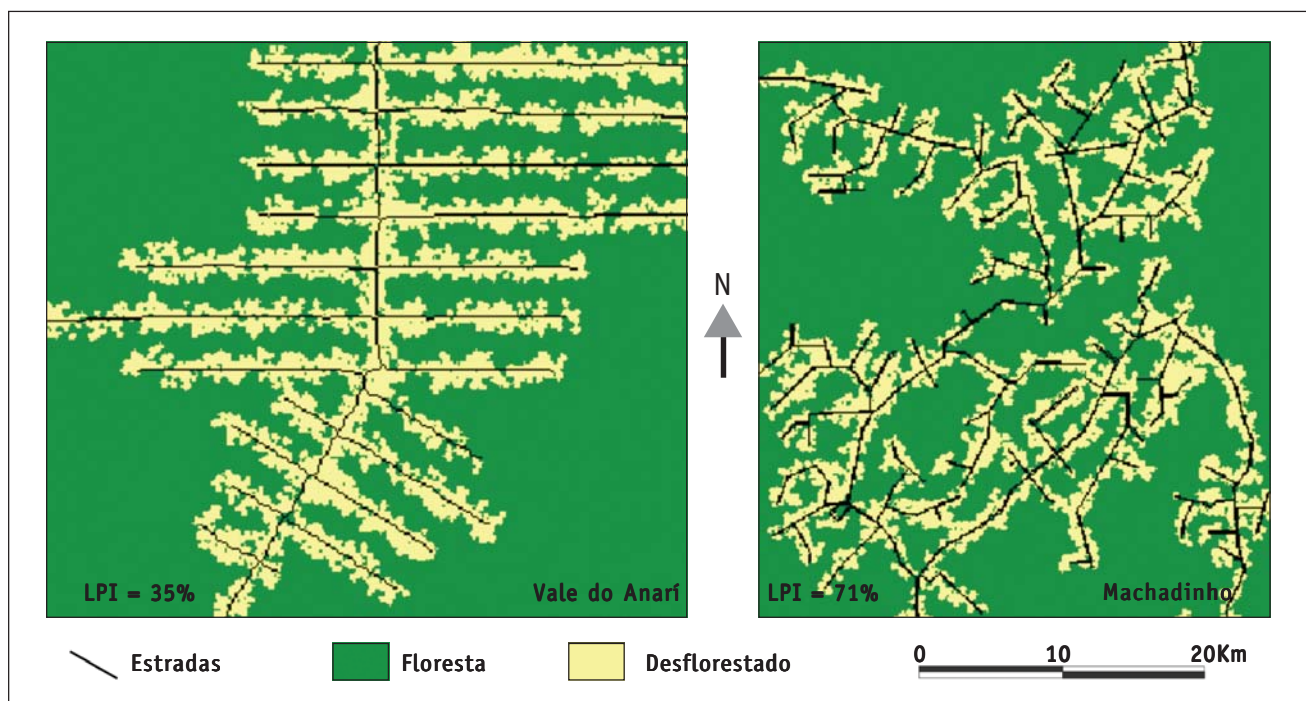 N
LPI = 35%
Vale do Anarí
LPI = 71%
Machadinho
Estradas
Floresta
Desflorestado
0 10 20Km